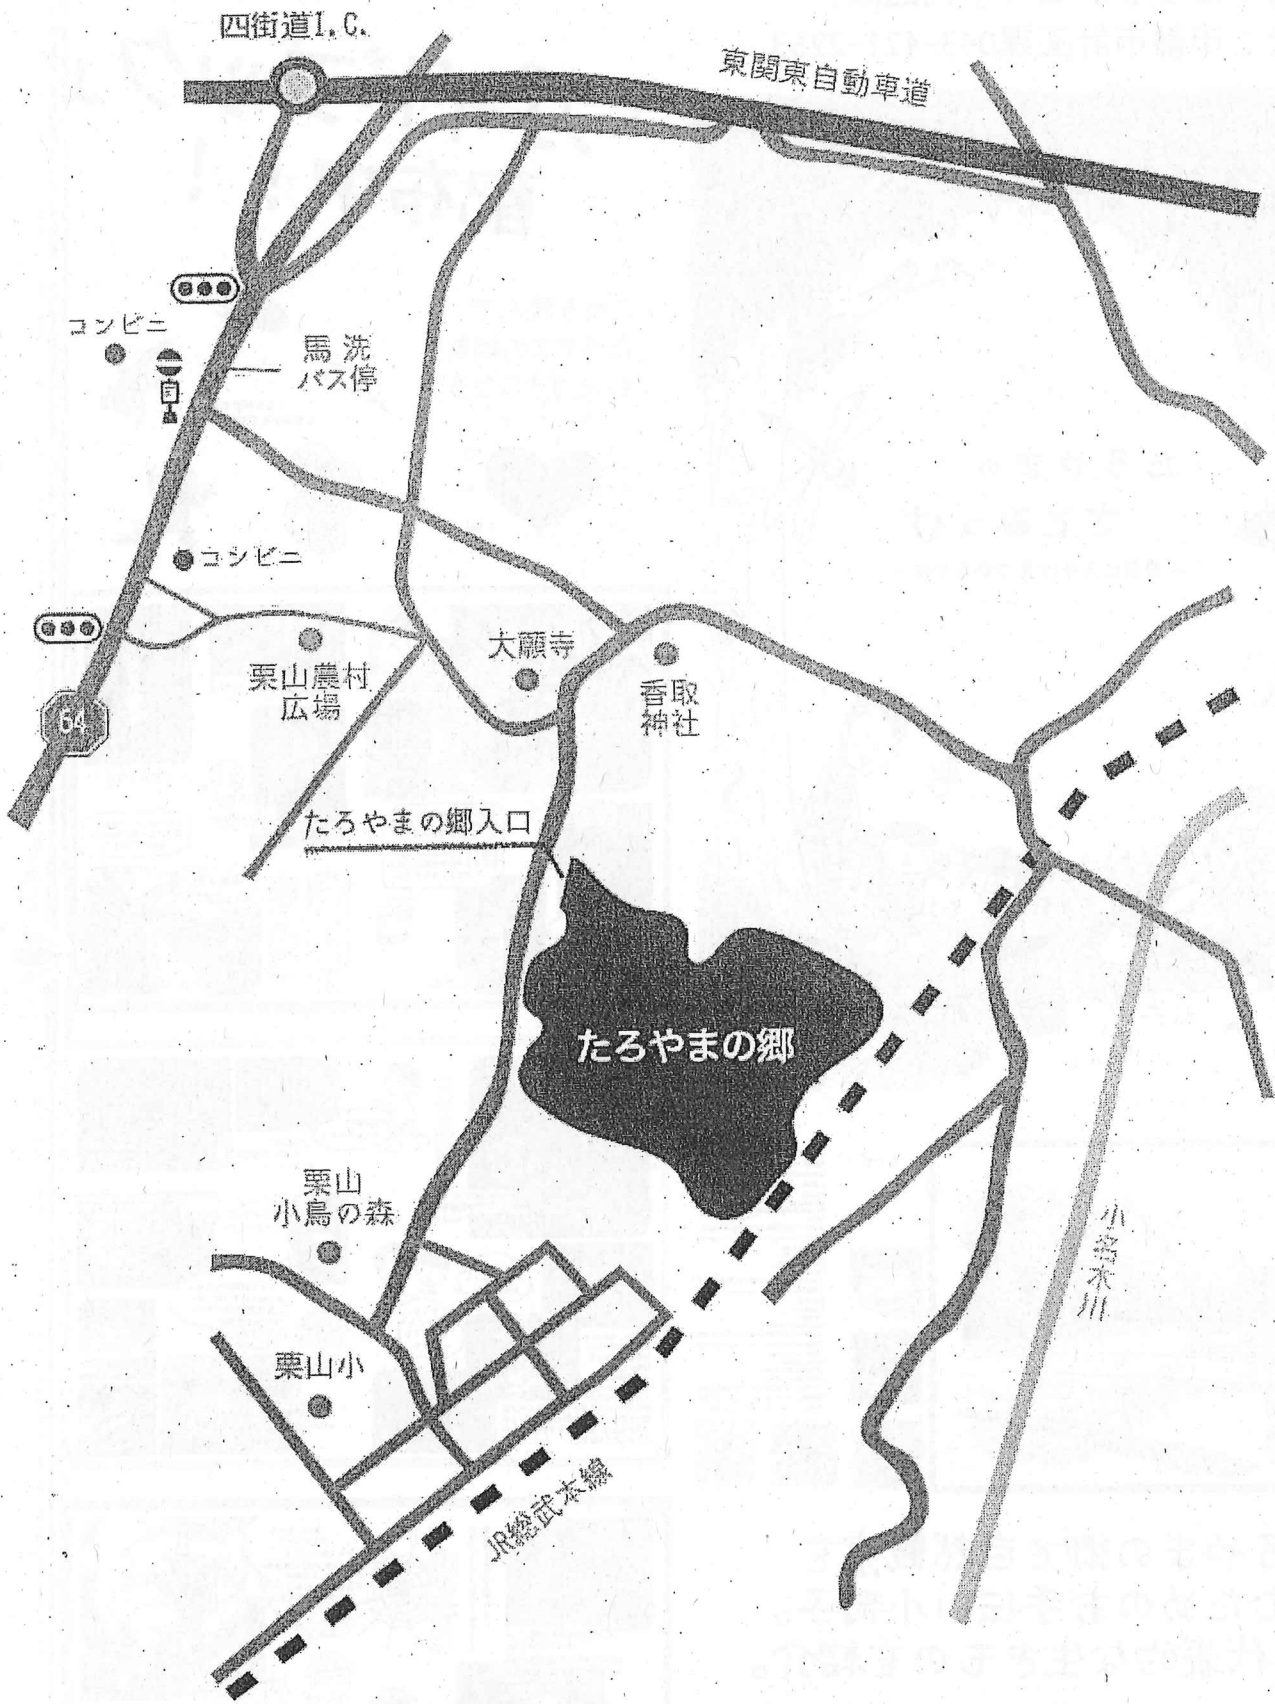 四街道I.C.
東関東自動車道
コンビニ
馬洗
バス停
コンビニ
栗山農村
広場
大願寺
香取
神社
64
たろやまの郷入口
たろやまの郷
栗山
小鳥の森
栗山小
小名木川
JR総武本線